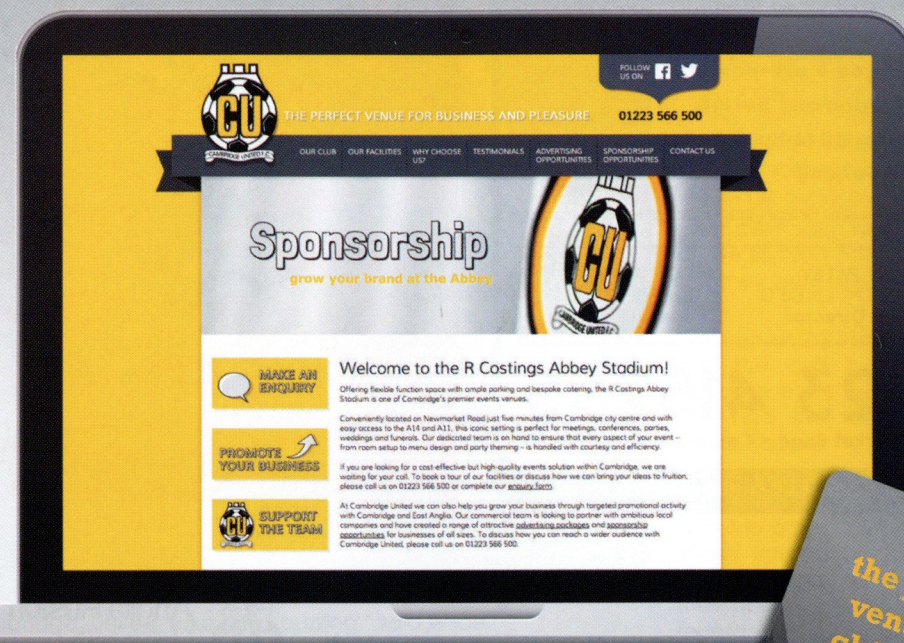 FOLLOW
US ON
CU
CAMBRIDGE UNITED F.C.
THE PERFECT VENUE FOR BUSINESS AND PLEASURE
01223 566 500
OUR CLUB OUR FACILITIES WHY CHOOSE US? TESTIMONIALS ADVERTISING OPPORTUNITIES SPONSORSHIP OPPORTUNITIES CONTACT US
Sponsorship
grow your brand at the Abbey
CU
CAMBRIDGE UNITED F.C.
MAKE AN
ENQUIRY
PROMOTE
YOUR BUSINESS
CU
SUPPORT
THE TEAM
Welcome to the R Costings Abbey Stadium!
Offering flexible function space with ample parking and bespoke catering, the R Costings Abbey
Stadium is one of Cambridge's premier events venues.
Conveniently located on Newmarket Road just five minutes from Cambridge city centre and with
easy access to the A14 and A11, this iconic setting is perfect for meetings, conferences, parties,
weddings and funerals. Our dedicated team is on hand to ensure that every aspect of your event –
from room setup to menu design and party theming – is handled with courtesy and efficiency.
If you are looking for a cost-effective but high-quality events solution within Cambridge, we are
waiting for your call. To book a tour of our facilities or discuss how we can bring your ideas to fruition,
please call us on 01223 566 500 or complete our enquiry form.
At Cambridge United we can also help you grow your business through targeted promotional activity
with Cambridge and East Anglia. Our commercial team is looking to partner with ambitious local
companies and have created a range of attractive advertising packages and sponsorship
opportunities for businesses of all sizes. To discuss how you can reach a wider audience with
Cambridge United, please call us on 01223 566 500.
the